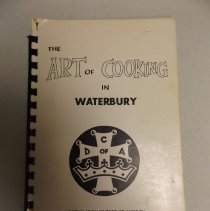 THE
ART OF COOKING
IN
WATERBURY
C
D OF A